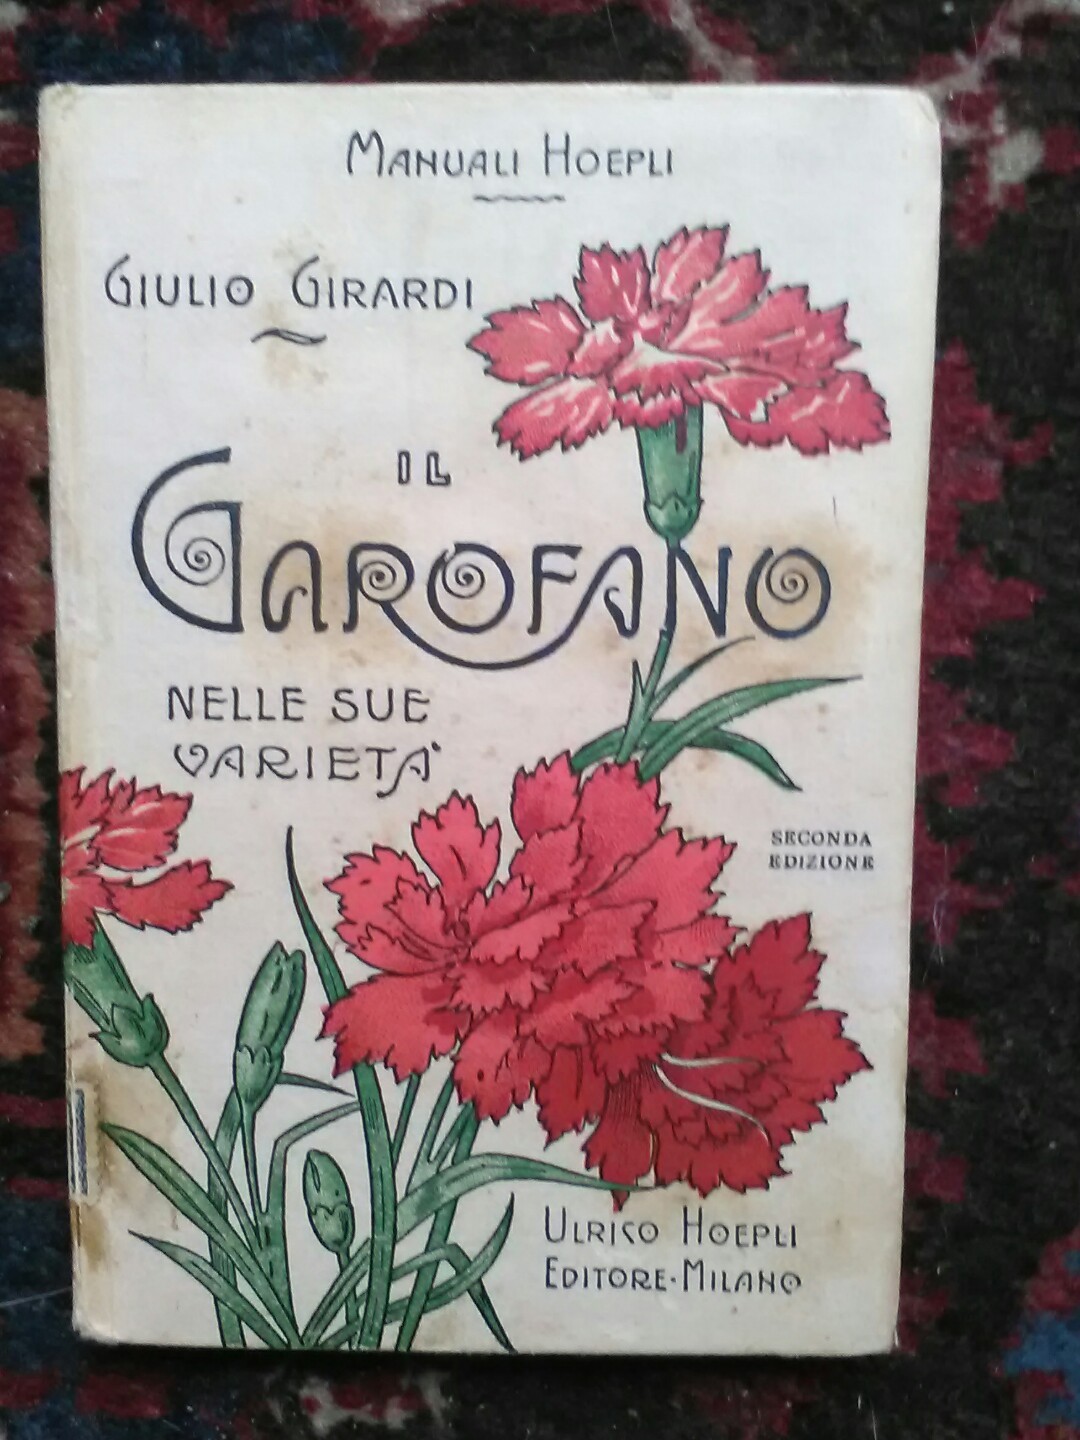 Manuali Hoepli
Giulio Girardi
IL
Garofano
NELLE SUE
VARIETA'
SECONDA
EDIZIONE
Ulrico Hoepli
Editore·Milano